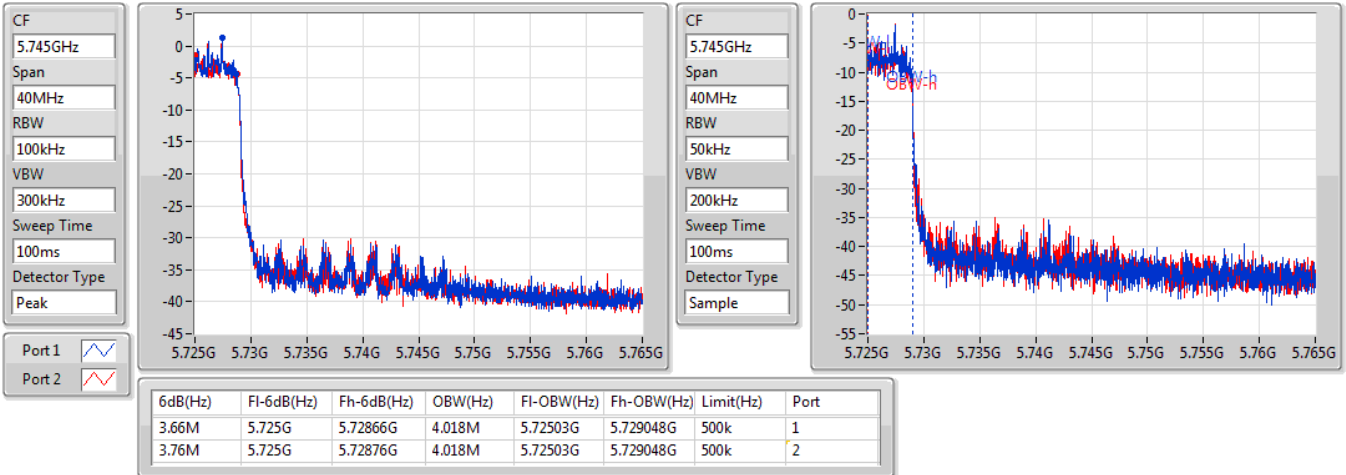 CF
5.745GHz
Span
40MHz
RBW
100kHz
VBW
300kHz
Sweep Time
100ms
Detector Type
Peak
5
0
-5
-10
-15
-20
-25
-30
-35
-40
-45
5.725G 5.73G 5.735G 5.74G 5.745G 5.75G 5.755G 5.76G 5.765G
Port 1
Port 2
CF
5.745GHz
Span
40MHz
RBW
50kHz
VBW
200kHz
Sweep Time
100ms
Detector Type
Sample
0
-5
-10
-15
-20
-25
-30
-35
-40
-45
-50
-55
OBW-h
OBW-h
5.725G 5.73G 5.735G 5.74G 5.745G 5.75G 5.755G 5.76G 5.765G
6dB(Hz) Fl-6dB(Hz) Fh-6dB(Hz) OBW(Hz) Fl-OBW(Hz) Fh-OBW(Hz) Limit(Hz) Port
3.66M 5.725G 5.72866G 4.018M 5.72503G 5.729048G 500k 1
3.76M 5.725G 5.72876G 4.018M 5.72503G 5.729048G 500k 2